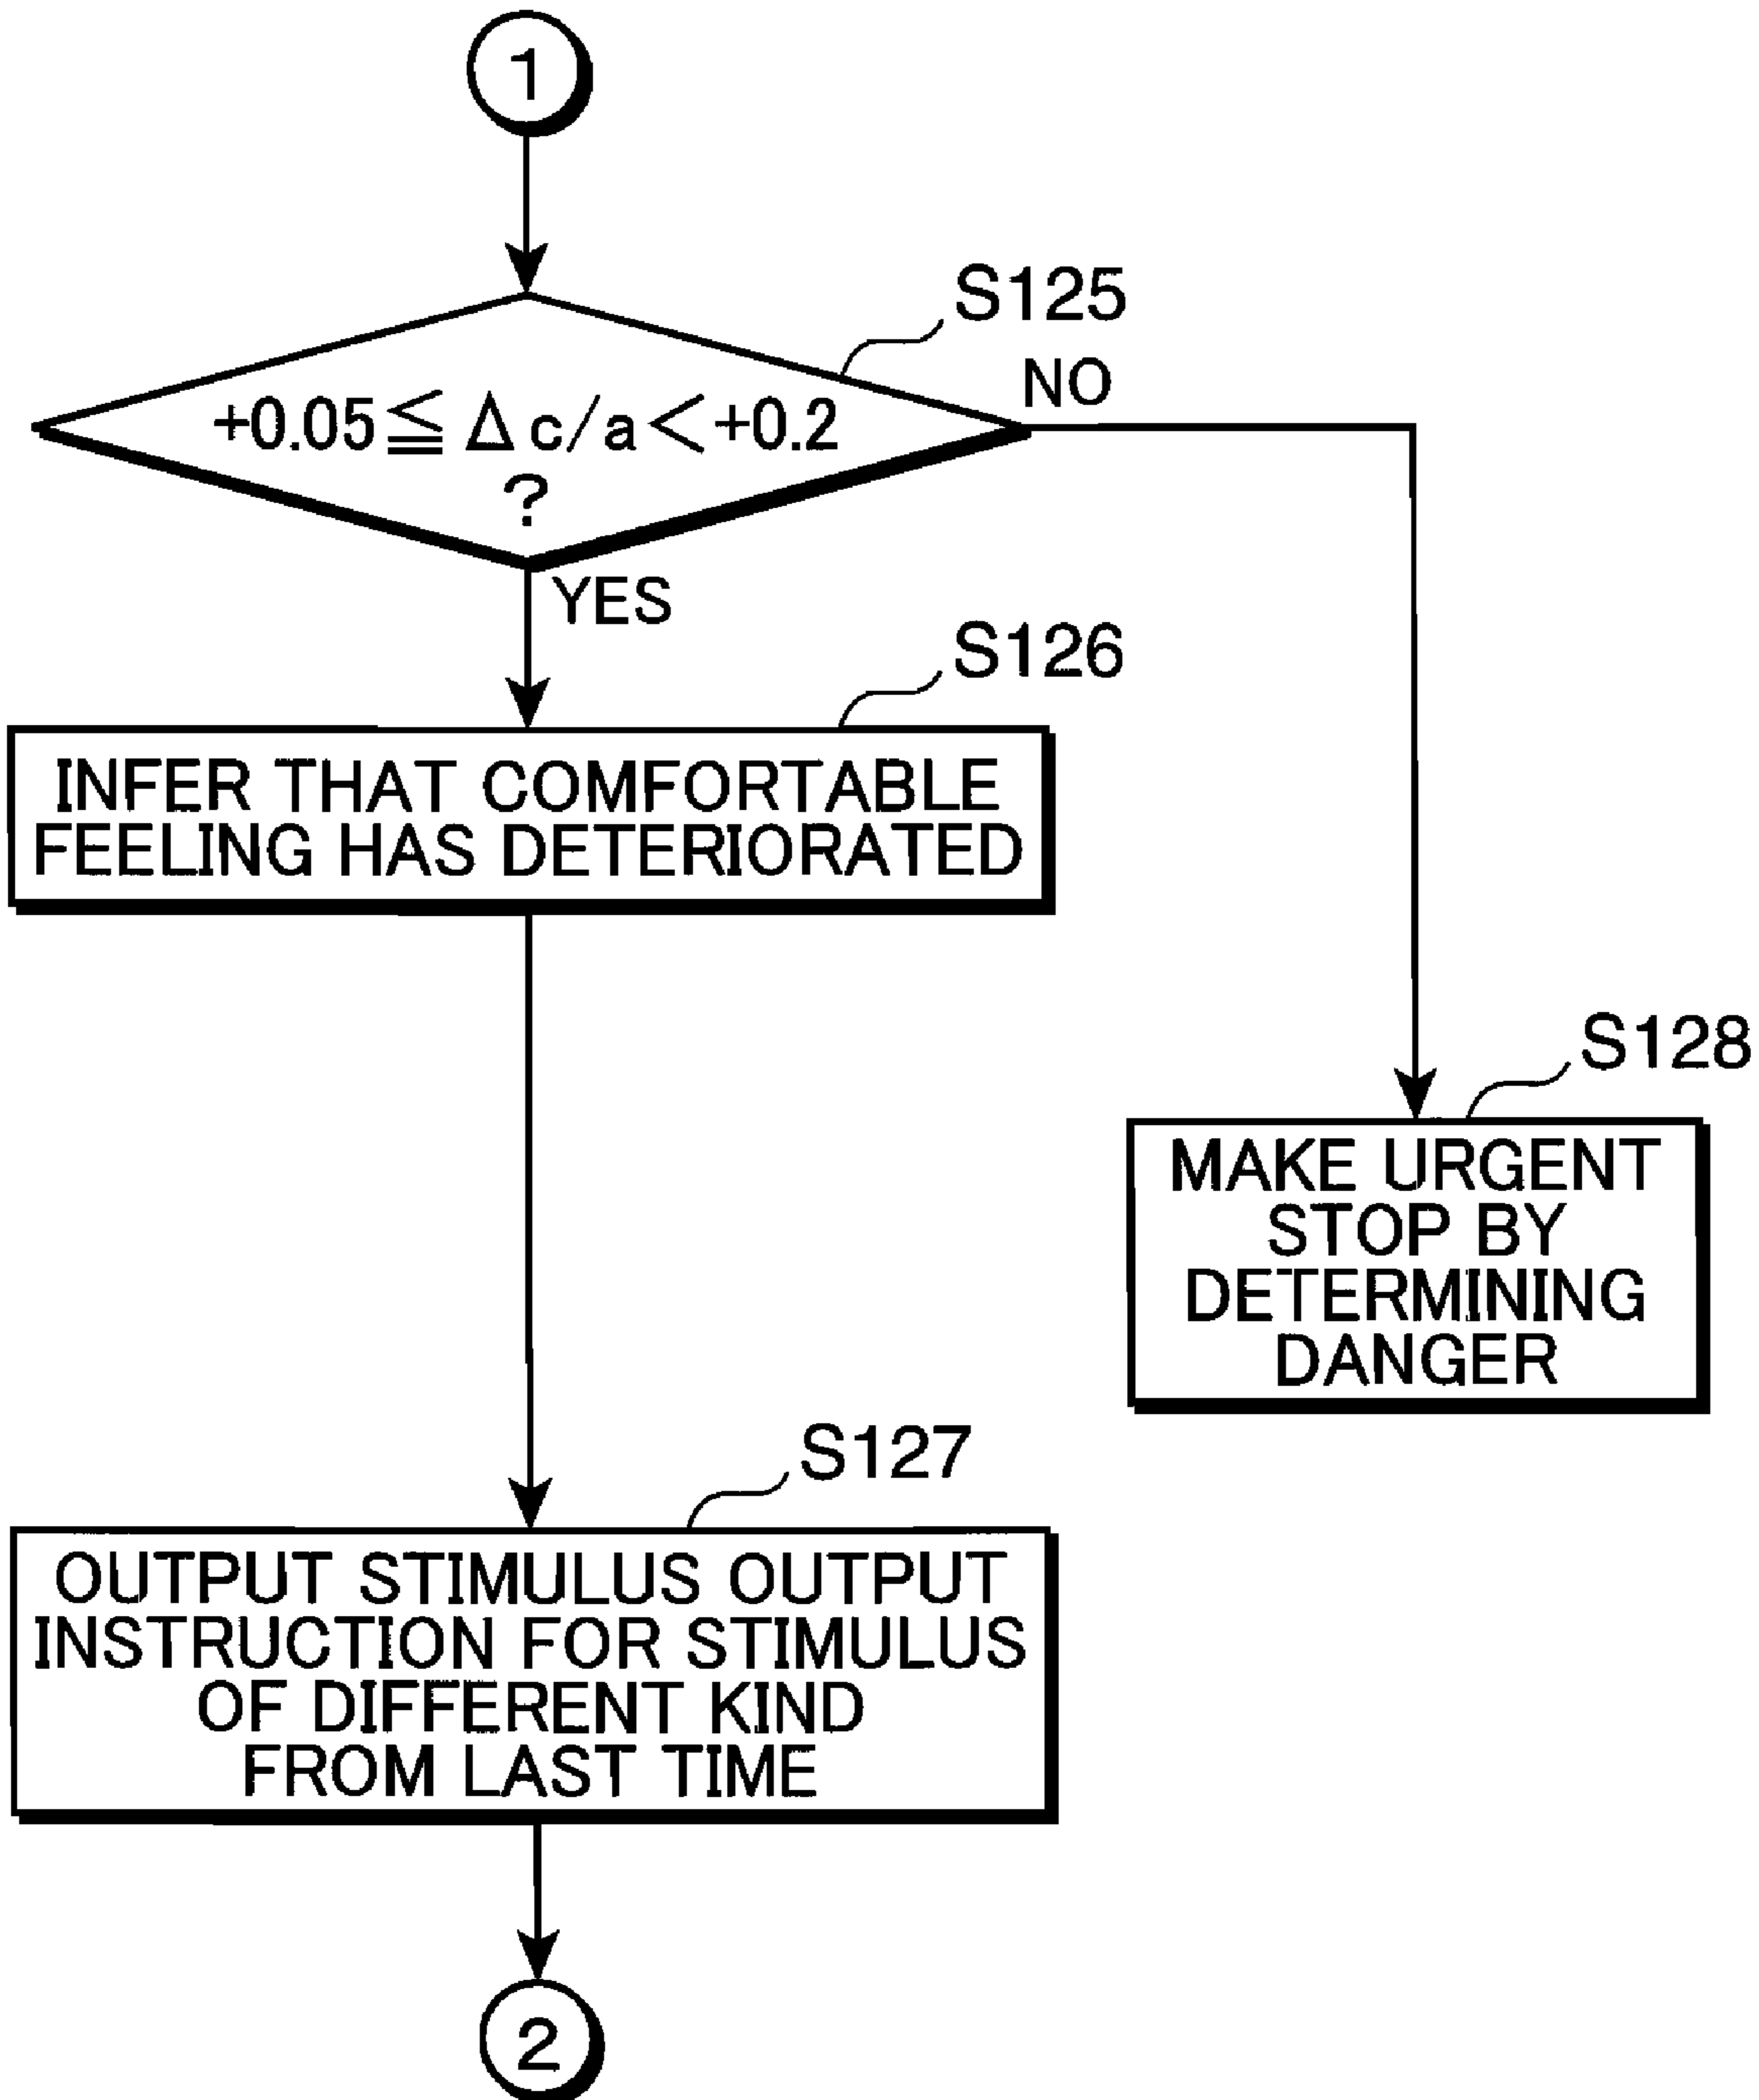 1
S125
NO
+0.05≦ Δc/a<+0.2
?
YES
S126
INFER THAT COMFORTABLE
FEELING HAS DETERIORATED
S128
MAKE URGENT
STOP BY
DETERMINING
DANGER
S127
OUTPUT STIMULUS OUTPUT
INSTRUCTION FOR STIMULUS
OF DIFFERENT KIND
FROM LAST TIME
2